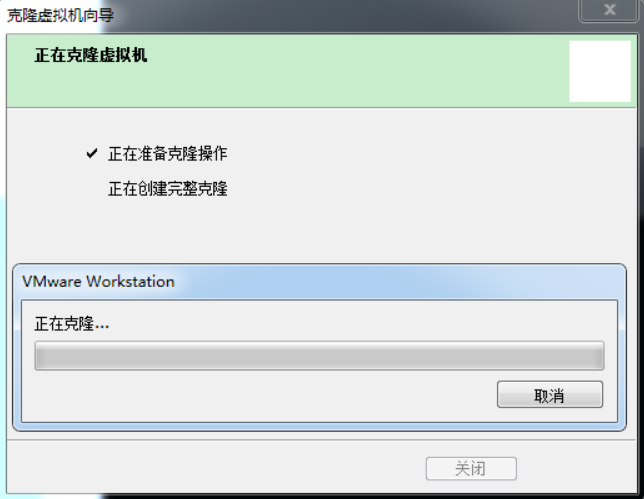 克隆虚拟机向导
正在克隆虚拟机
正在准备克隆操作
正在创建完整克隆
VMware Workstation
正在克隆...
取消
关闭